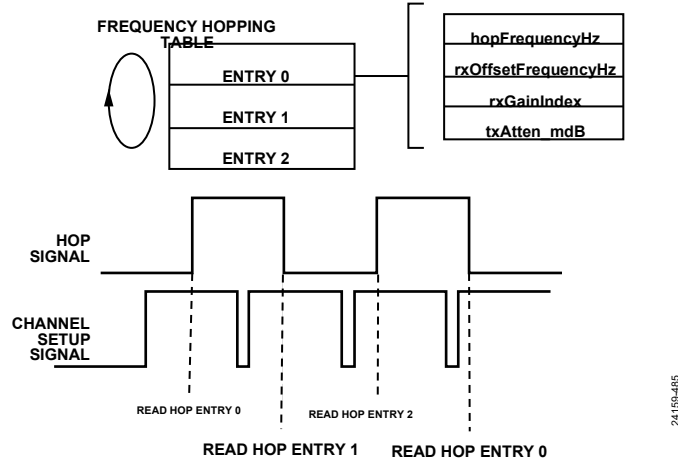 FREQUENCY HOPPING
TABLE
ENTRY 0
ENTRY 1
ENTRY 2
hopFrequencyHz
rxOffsetFrequencyHz
rxGainIndex
txAtten_mdB
HOP
SIGNAL
CHANNEL
SETUP
SIGNAL
READ HOP ENTRY 0
READ HOP ENTRY 2
READ HOP ENTRY 1
READ HOP ENTRY 0
24159-485